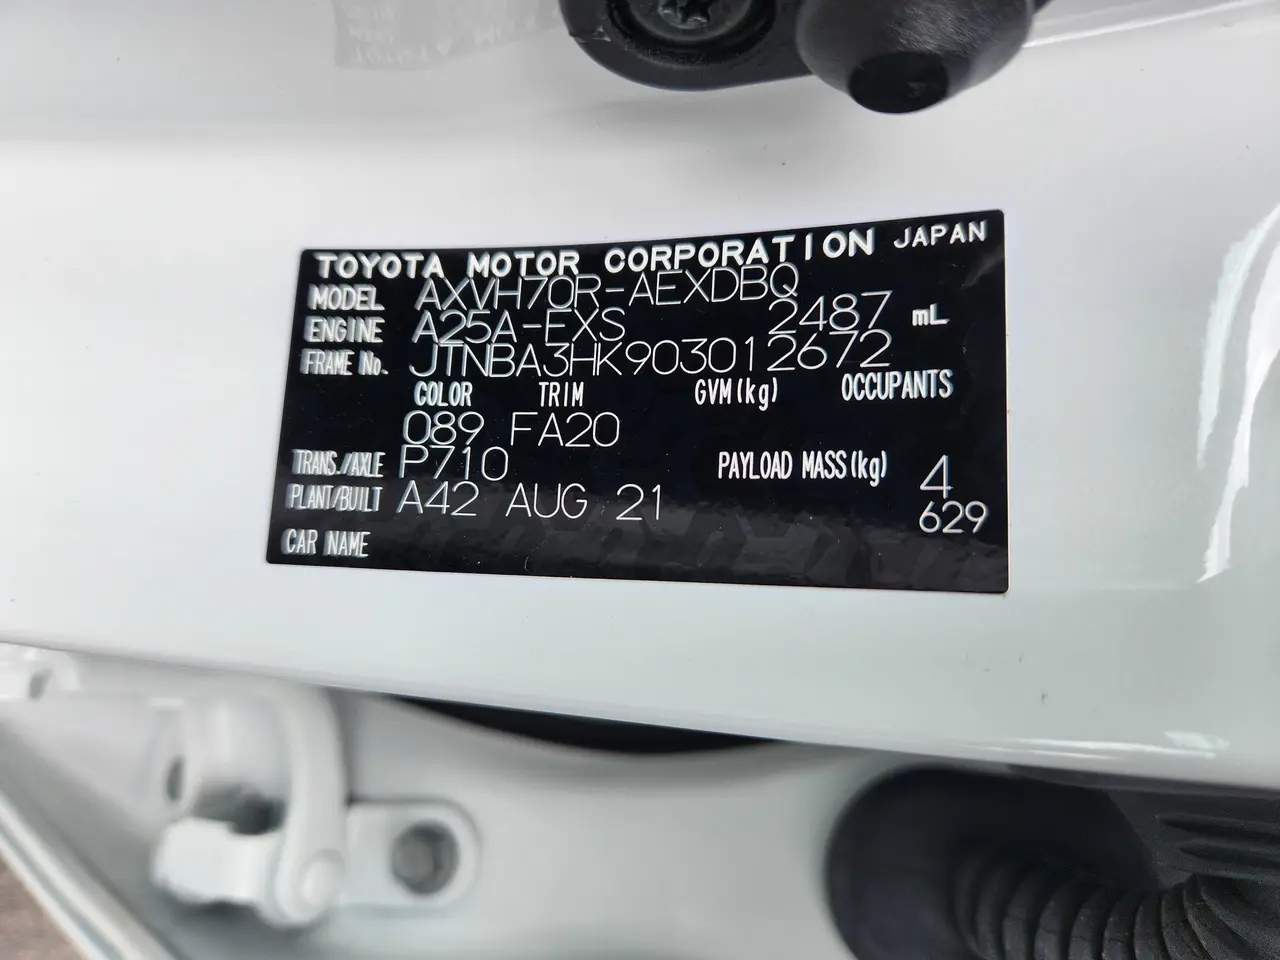 TOYOTA MOTOR CORPORATION JAPAN
MODEL AXVH70R-AEXDBQ
ENGINE A25A-FXS 2487 mL
FRAME No. JTNBA3HK903012672
COLOR TRIM GVM(kg) OCCUPANTS
089 FA20
TRANS./AXLE P710 PAYLOAD MASS(kg) 4
PLANT/BUILT A42 AUG 21 629
CAR NAME